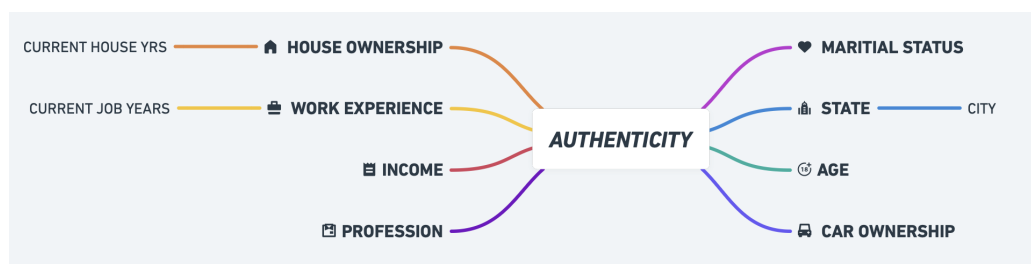 CURRENT HOUSE YRS
HOUSE OWNERSHIP
CURRENT JOB YEARS
WORK EXPERIENCE
INCOME
PROFESSION
AUTHENTICITY
MARITIAL STATUS
STATE
CITY
18+
AGE
CAR OWNERSHIP